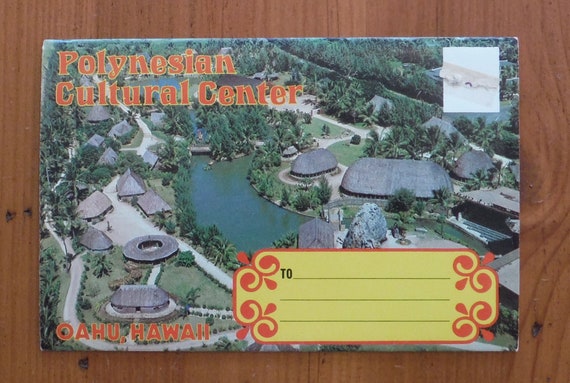 Polynesian
Cultural Center
TO
OAHU, HAWAII